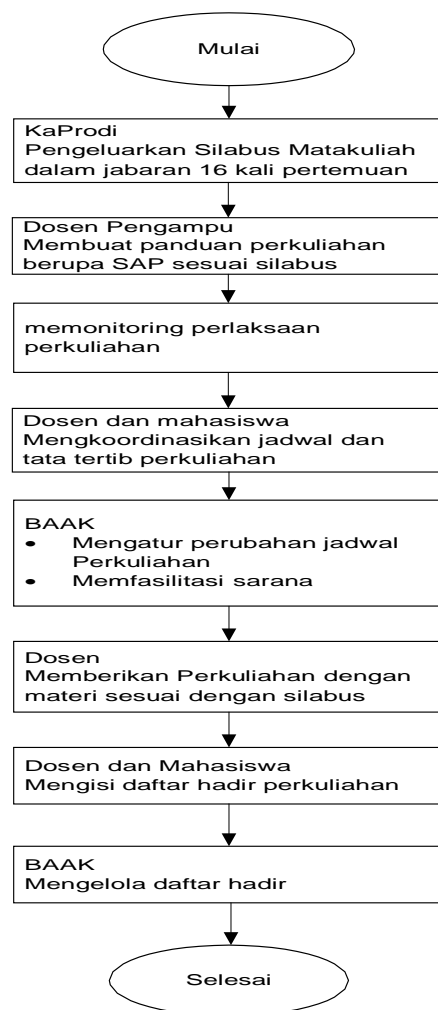 Mulai
KaProdi
Pengeluarkan Silabus Matakuliah
dalam jabaran 16 kali pertemuan
Dosen Pengampu
Membuat panduan perkuliahan
berupa SAP sesuai silabus
memonitoring perlaksaan
perkuliahan
Dosen dan mahasiswa
Mengkoordinasikan jadwal dan
tata tertib perkuliahan
BAAK
• Mengatur perubahan jadwal
Perkuliahan
• Memfasilitasi sarana
Dosen
Memberikan Perkuliahan dengan
materi sesuai dengan silabus
Dosen dan Mahasiswa
Mengisi daftar hadir perkuliahan
BAAK
Mengelola daftar hadir
Selesai